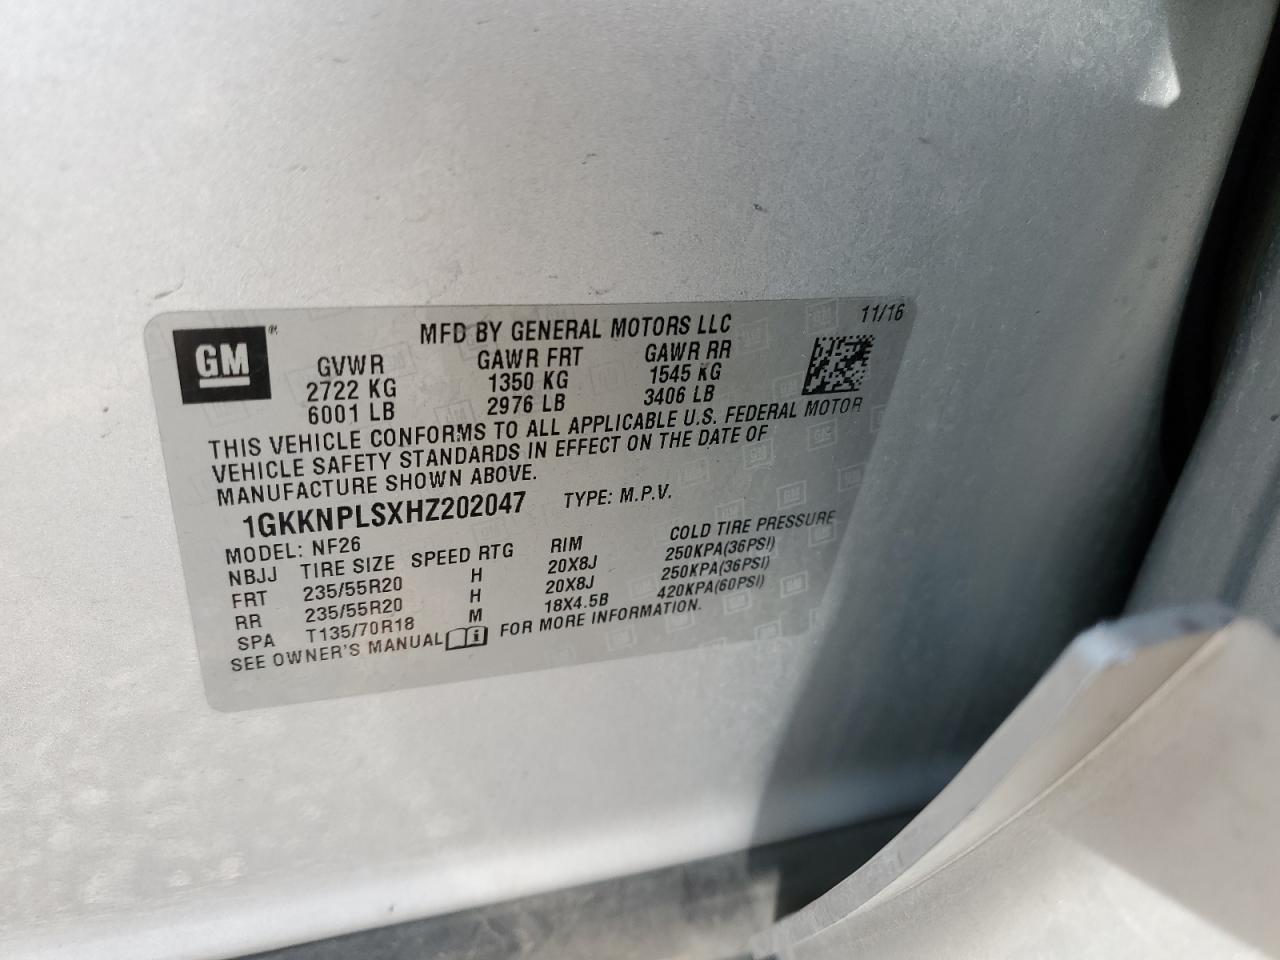 GM
MFD BY GENERAL MOTORS LLC 11/16
GVWR GAWR FRT GAWR RR
2722 KG 1350 KG 1545 KG
6001 LB 2976 LB 3406 LB
THIS VEHICLE CONFORMS TO ALL APPLICABLE U.S. FEDERAL MOTOR
VEHICLE SAFETY STANDARDS IN EFFECT ON THE DATE OF
MANUFACTURE SHOWN ABOVE.
1GKKNPLSXHZ202047 TYPE: M.P.V.
MODEL: NF26
NBJJ TIRE SIZE SPEED RTG RIM COLD TIRE PRESSURE
FRT 235/55R20 H 20X8J 250KPA(36PSI)
RR 235/55R20 H 20X8J 250KPA(36PSI)
SPA T135/70R18 M 18X4.5B 420KPA(60PSI)
SEE OWNER'S MANUAL FOR MORE INFORMATION.